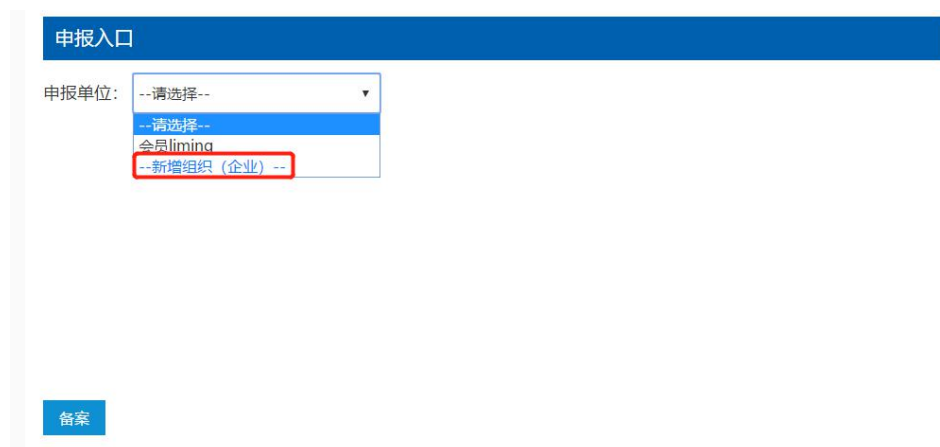 申报入口
申报单位： --请选择--
--请选择--
会员liming
--新增组织（企业）--
备案